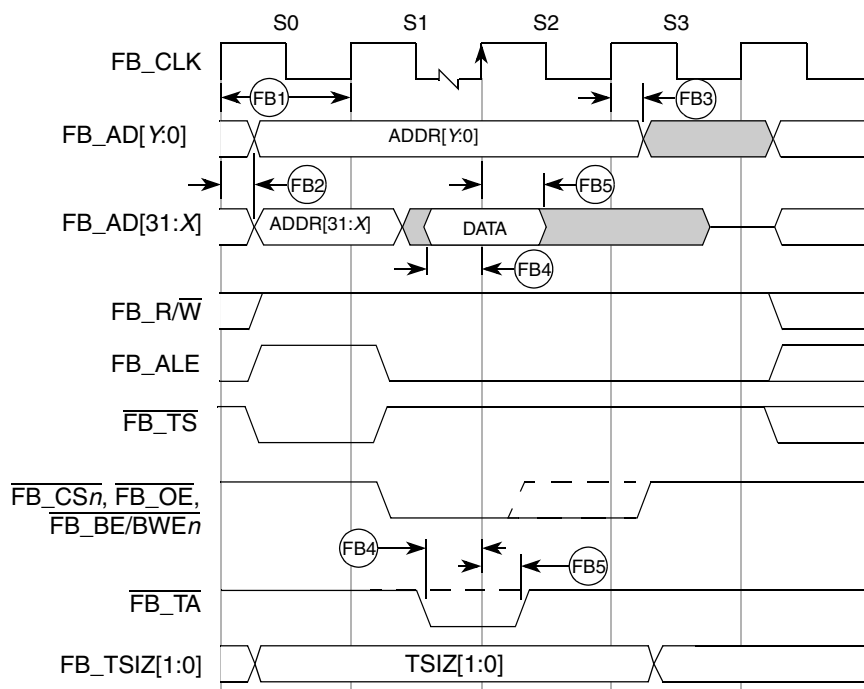 S0 S1 S2 S3
FB_CLK
FB1 FB3
FB_AD[Y:0] ADDR[Y:0]
FB2 FB5
FB_AD[31:X] ADDR[31:X] DATA
FB4
FB_R/W
FB_ALE
FB_TS
FB_CSn, FB_OE,
FB_BE/BWEn
FB4 FB5
FB_TA
FB_TSIZ[1:0] TSIZ[1:0]